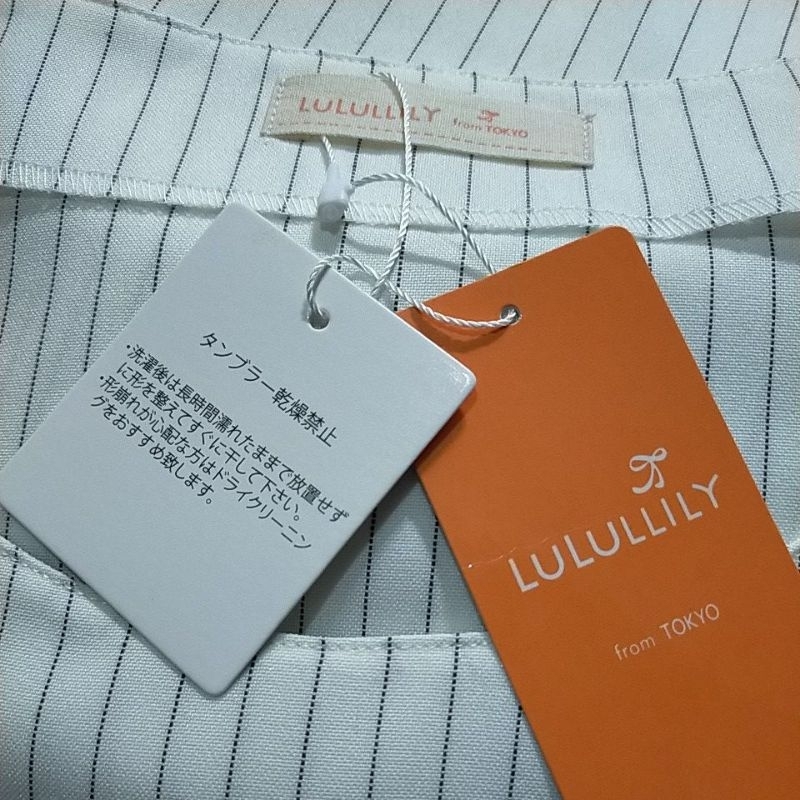 LULULLILY from TOKYO
タンブラー乾燥禁止
・洗濯後は長時間濡れたままで放置せず
に形を整えてすぐに干して下さい。
・形崩れが心配な方はドライクリーニン
グをおすすめ致します。
LULULLILY
from TOKYO